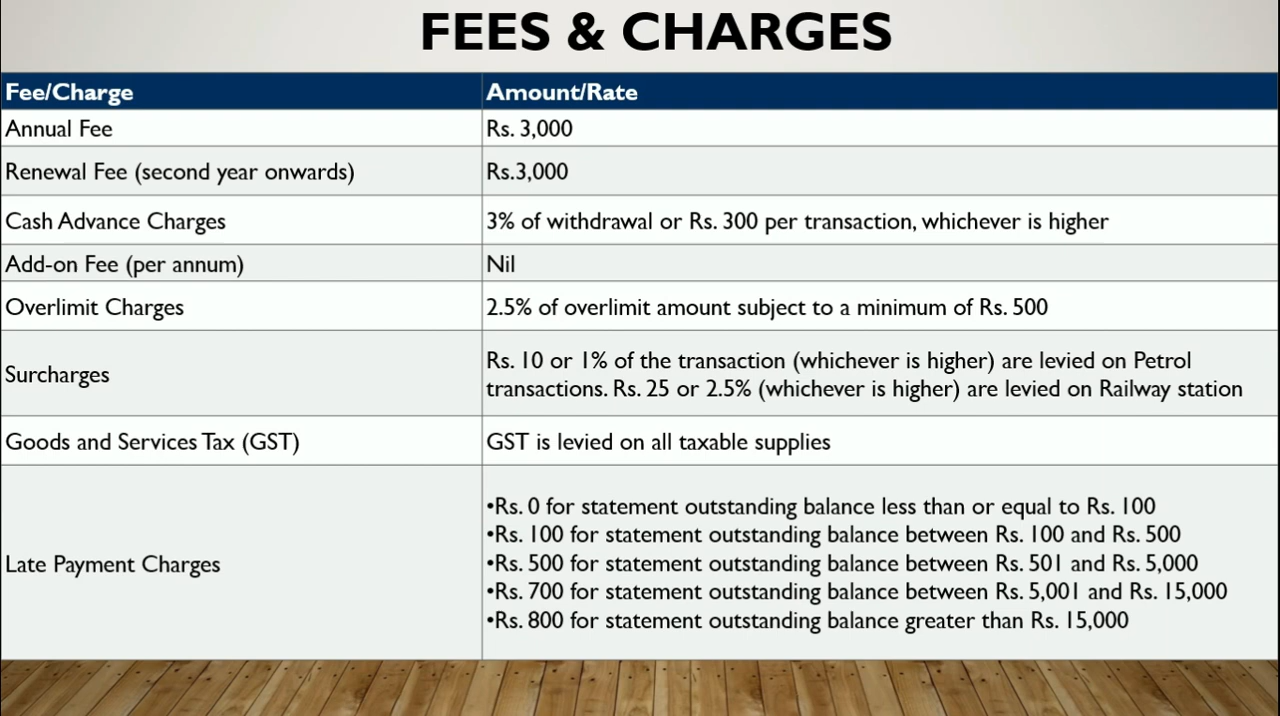 FEES & CHARGES
Fee/Charge
Amount/Rate
Annual Fee
Rs. 3,000
Renewal Fee (second year onwards)
Rs.3,000
Cash Advance Charges
3% of withdrawal or Rs. 300 per transaction, whichever is higher
Add-on Fee (per annum)
Nil
Overlimit Charges
2.5% of overlimit amount subject to a minimum of Rs. 500
Surcharges
Rs. 10 or 1% of the transaction (whichever is higher) are levied on Petrol
transactions. Rs. 25 or 2.5% (whichever is higher) are levied on Railway station
Goods and Services Tax (GST)
GST is levied on all taxable supplies
Late Payment Charges
•Rs. 0 for statement outstanding balance less than or equal to Rs. 100
•Rs. 100 for statement outstanding balance between Rs. 100 and Rs. 500
•Rs. 500 for statement outstanding balance between Rs. 501 and Rs. 5,000
•Rs. 700 for statement outstanding balance between Rs. 5,001 and Rs. 15,000
•Rs. 800 for statement outstanding balance greater than Rs. 15,000